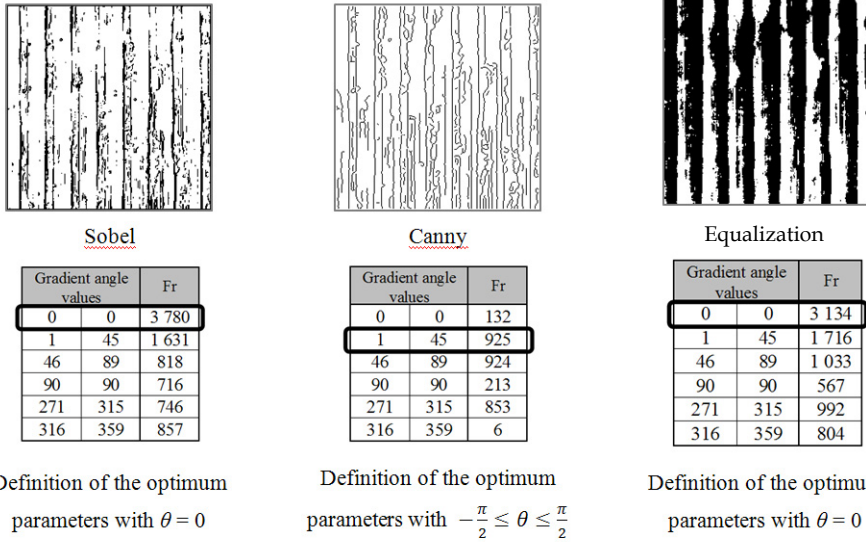 Sobel
Canny
Equalization
Gradient angle values Fr
0 0 3 780
1 45 1 631
46 89 818
90 90 716
271 315 746
316 359 857
Gradient angle values Fr
0 0 132
1 45 925
46 89 924
90 90 213
271 315 853
316 359 6
Gradient angle values Fr
0 0 3 134
1 45 1 716
46 89 1 033
90 90 567
271 315 992
316 359 804
Definition of the optimum
parameters with θ = 0
Definition of the optimum
parameters with −π/2 ≤ θ ≤ π/2
Definition of the
parameters with θ = 0